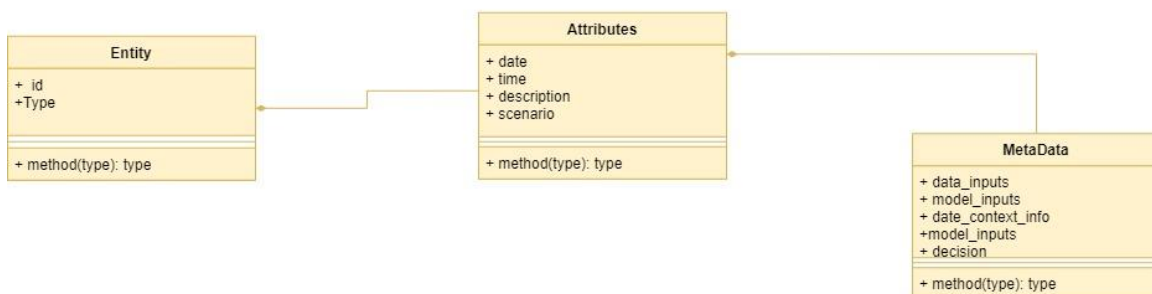 Entity
+ id
+Type
+ method(type): type
Attributes
+ date
+ time
+ description
+ scenario
+ method(type): type
MetaData
+ data_inputs
+ model_inputs
+ date_context_info
+model_inputs
+ decision
+ method(type): type